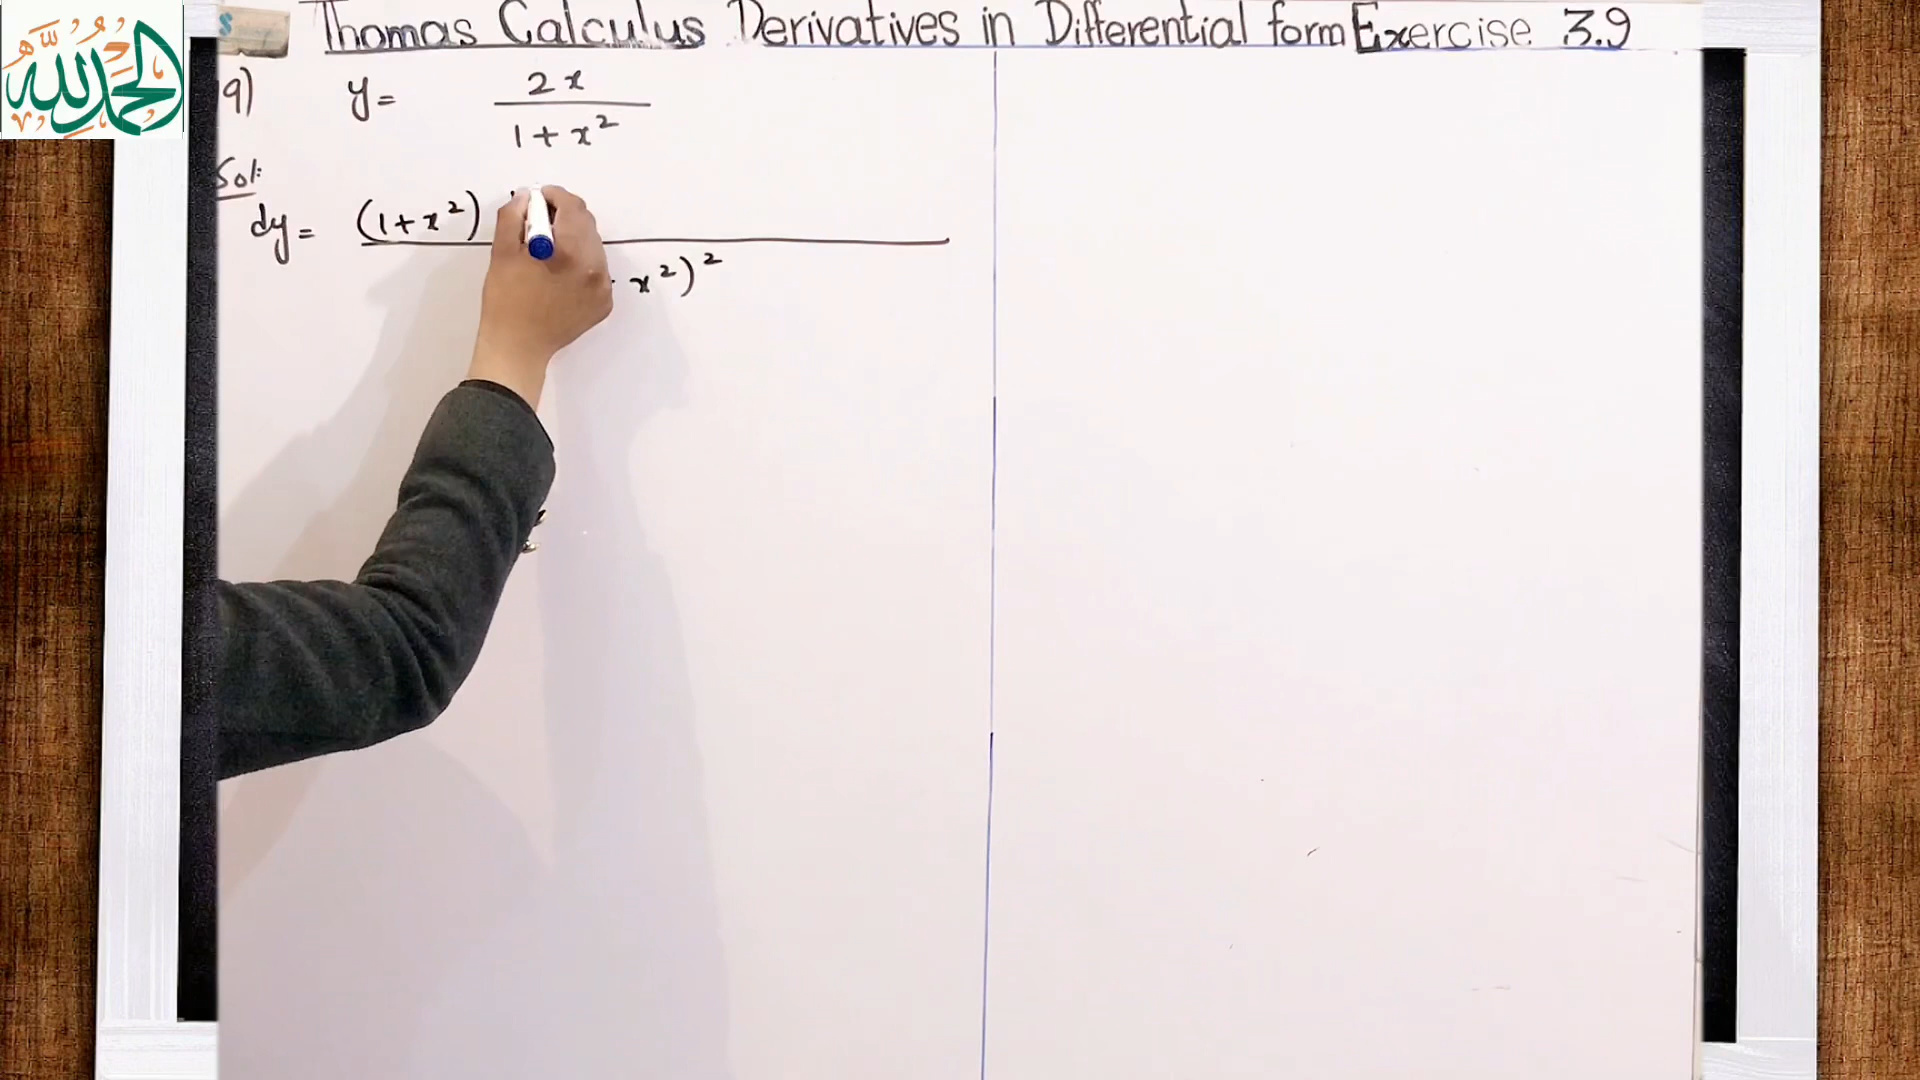 الحمد لله
s Thomas Calculus Derivatives in Differential form Exercise 3.9
9) y = 2x / 1 + x²
Sol:
dy = (1 + x²)
x²)²